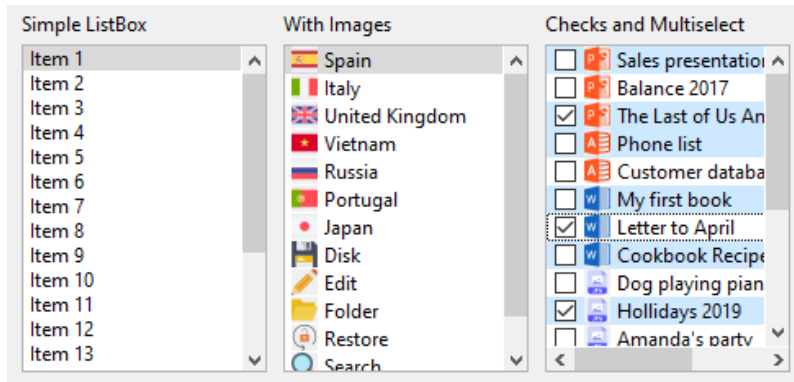 Simple ListBox
Item 1
Item 2
Item 3
Item 4
Item 5
Item 6
Item 7
Item 8
Item 9
Item 10
Item 11
Item 12
Item 13
With Images
Spain
Italy
United Kingdom
Vietnam
Russia
Portugal
Japan
Disk
Edit
Folder
Restore
Search
Checks and Multiselect
Sales presentation
Balance 2017
The Last of Us An
Phone list
Customer databa
My first book
Letter to April
Cookbook Recipe
Dog playing pian
Hollidays 2019
Amanda's party